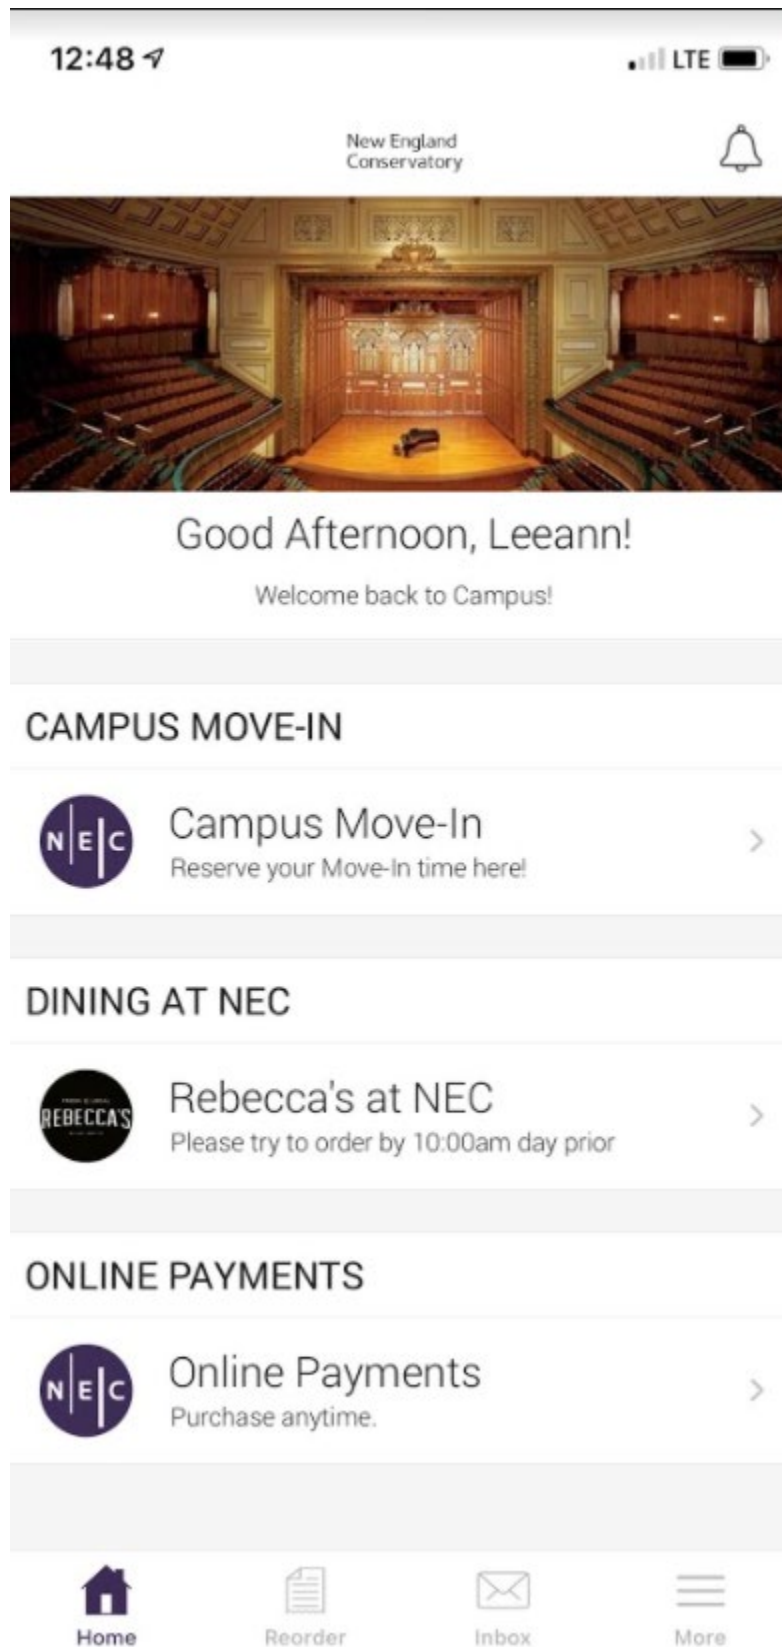 12:48
LTE
New England
Conservatory
Good Afternoon, Leeann!
Welcome back to Campus!
CAMPUS MOVE-IN
NEC
Campus Move-In
Reserve your Move-In time here!
DINING AT NEC
REBECCA'S
Rebecca's at NEC
Please try to order by 10:00am day prior
ONLINE PAYMENTS
NEC
Online Payments
Purchase anytime.
Home
Reorder
Inbox
More